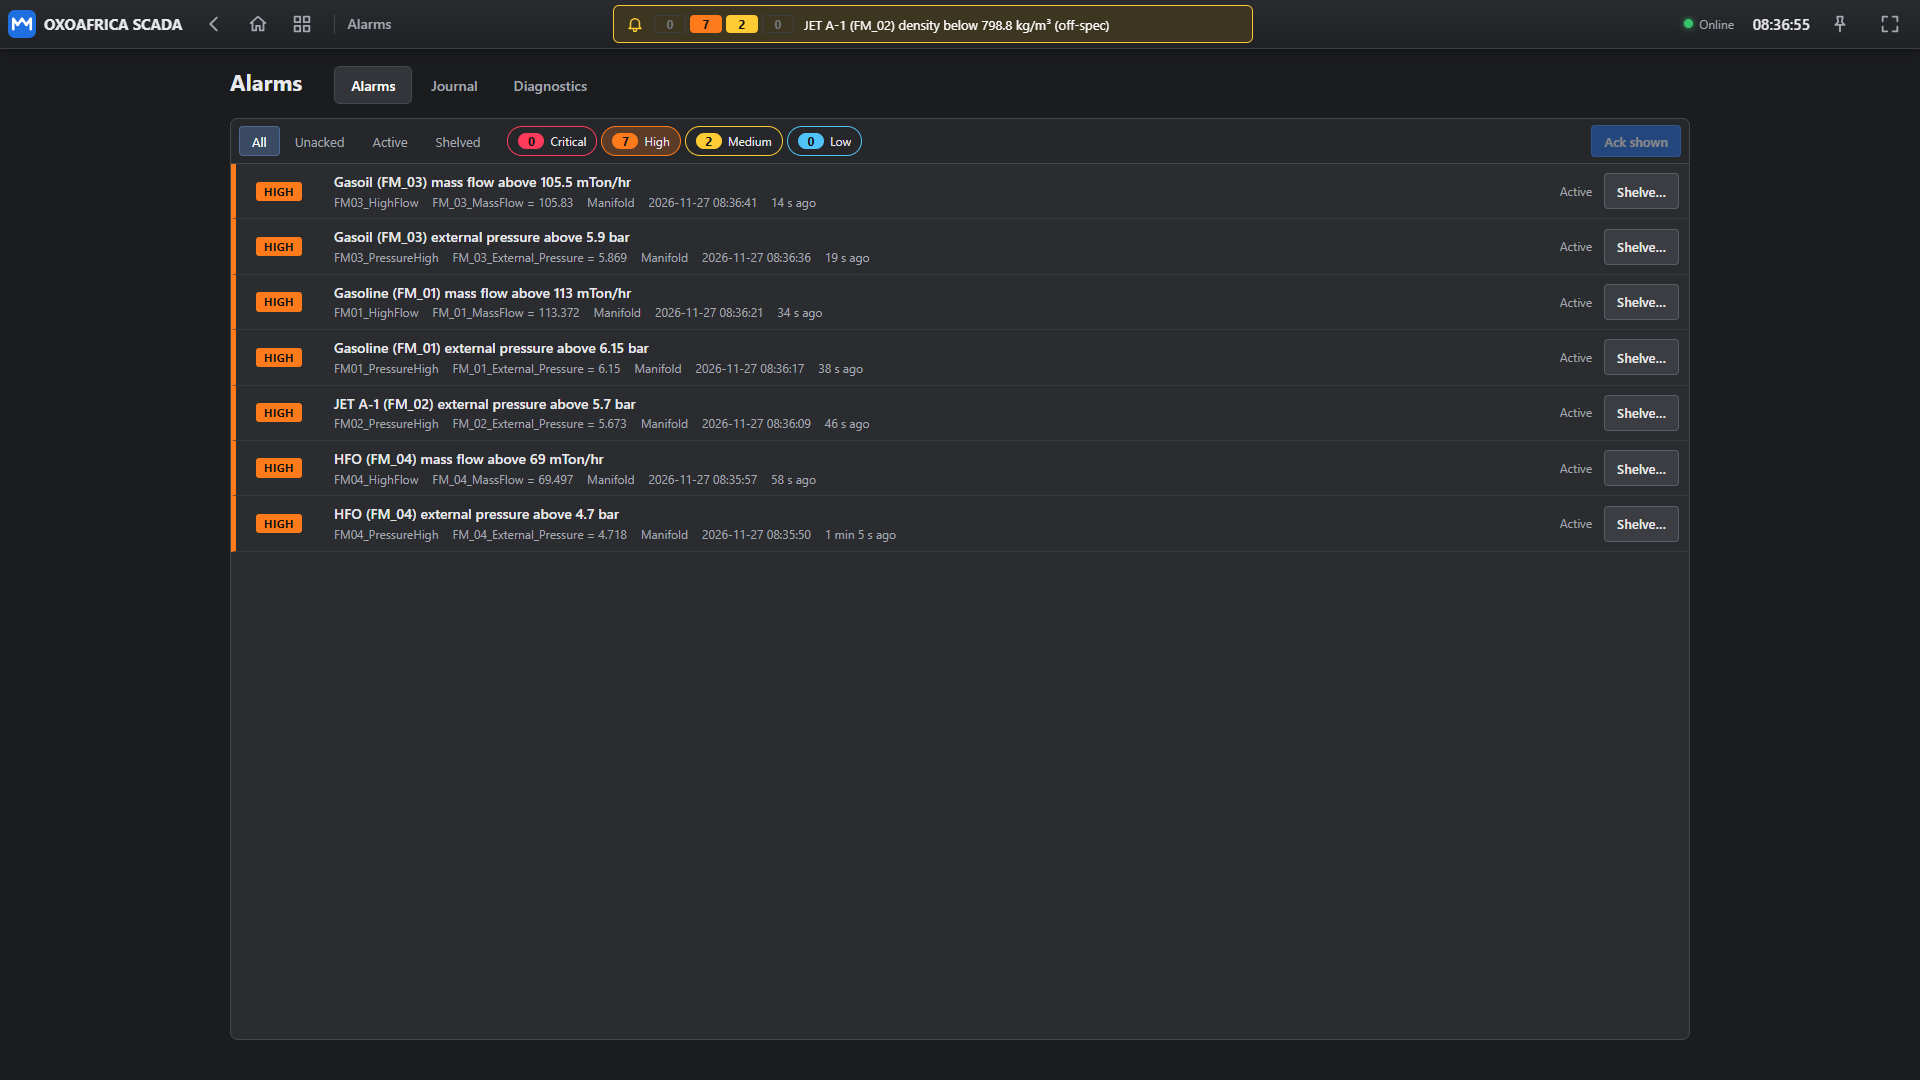 OXOAFRICA SCADA
Alarms
0 7 2 0 JET A-1 (FM_02) density below 798.8 kg/m³ (off-spec)
Online 08:36:55
Alarms Alarms Journal Diagnostics
All Unacked Active Shelved 0 Critical 7 High 2 Medium 0 Low Ack shown
HIGH Gasoil (FM_03) mass flow above 105.5 mTon/hr Active Shelve...
FM03_HighFlow FM_03_MassFlow = 105.83 Manifold 2026-11-27 08:36:41 14 s ago
HIGH Gasoil (FM_03) external pressure above 5.9 bar Active Shelve...
FM03_PressureHigh FM_03_External_Pressure = 5.869 Manifold 2026-11-27 08:36:36 19 s ago
HIGH Gasoline (FM_01) mass flow above 113 mTon/hr Active Shelve...
FM01_HighFlow FM_01_MassFlow = 113.372 Manifold 2026-11-27 08:36:21 34 s ago
HIGH Gasoline (FM_01) external pressure above 6.15 bar Active Shelve...
FM01_PressureHigh FM_01_External_Pressure = 6.15 Manifold 2026-11-27 08:36:17 38 s ago
HIGH JET A-1 (FM_02) external pressure above 5.7 bar Active Shelve...
FM02_PressureHigh FM_02_External_Pressure = 5.673 Manifold 2026-11-27 08:36:09 46 s ago
HIGH HFO (FM_04) mass flow above 69 mTon/hr Active Shelve...
FM04_HighFlow FM_04_MassFlow = 69.497 Manifold 2026-11-27 08:35:57 58 s ago
HIGH HFO (FM_04) external pressure above 4.7 bar Active Shelve...
FM04_PressureHigh FM_04_External_Pressure = 4.718 Manifold 2026-11-27 08:35:50 1 min 5 s ago